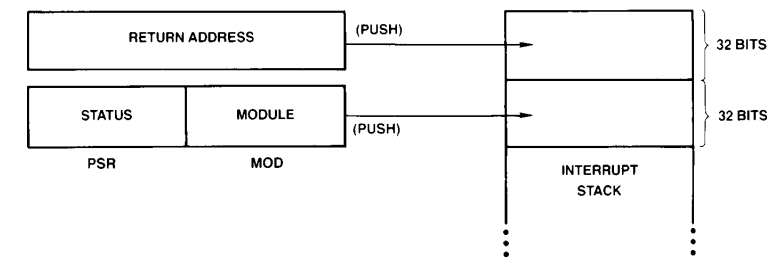 RETURN ADDRESS
(PUSH)
32 BITS
STATUS
MODULE
(PUSH)
32 BITS
PSR
MOD
INTERRUPT
STACK